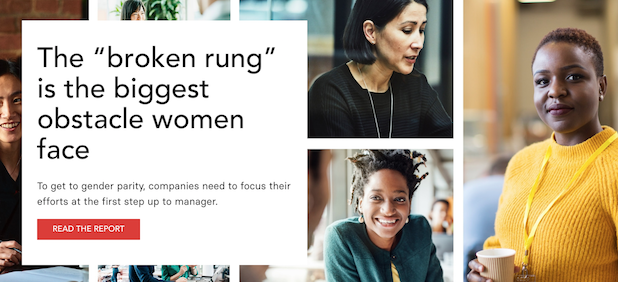 The “broken rung”
is the biggest
obstacle women
face
To get to gender parity, companies need to focus their
efforts at the first step up to manager.
READ THE REPORT